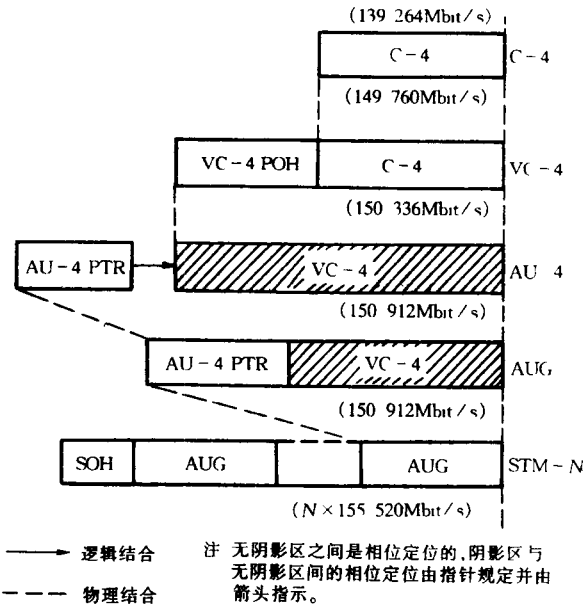 (139 264Mbit/s)
C-4 C-4
(149 760Mbit/s)
VC-4 POH C-4 VC-4
(150 336Mbit/s)
AU-4 PTR VC-4 AU 4
(150 912Mbit/s)
AU-4 PTR VC-4 AUG
(150 912Mbit/s)
SOH AUG AUG STM-N
(N×155 520Mbit/s)
逻辑结合
物理结合
注 无阴影区之间是相位定位的,阴影区与
无阴影区间的相位定位由指针规定并由
箭头指示。